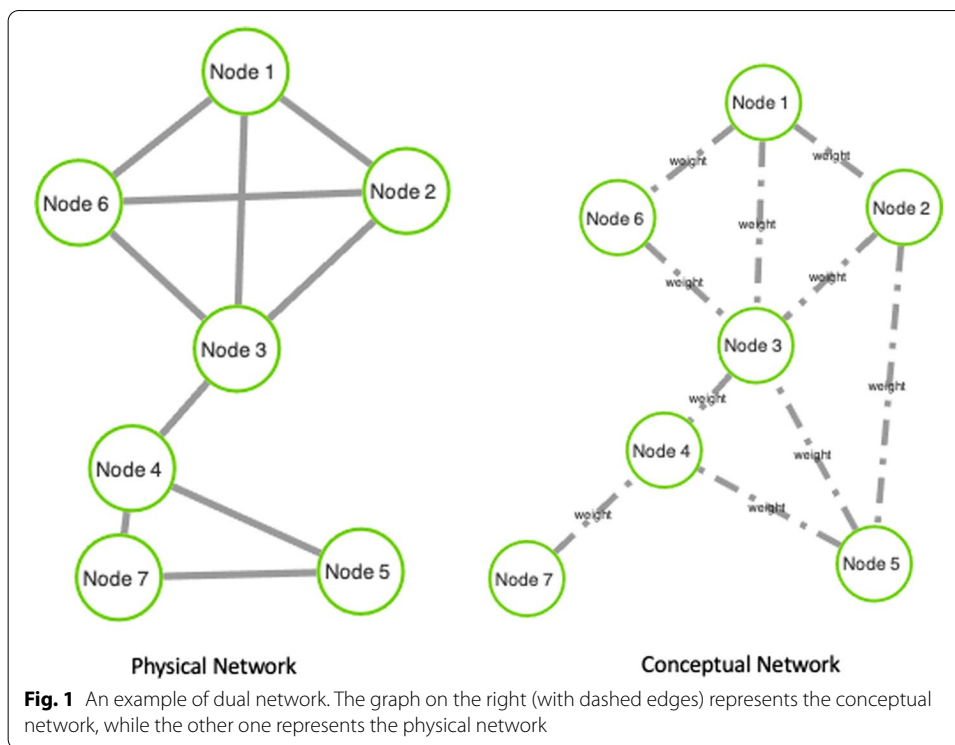 Node 1
Node 6
Node 2
Node 3
Node 4
Node 7
Node 5
Physical Network
Node 1
weight
weight
Node 6
Node 2
weight
weight
weight
Node 3
weight
weight
Node 4
weight
weight
weight
Node 7
Node 5
Conceptual Network
Fig. 1 An example of dual network. The graph on the right (with dashed edges) represents the conceptual
network, while the other one represents the physical network